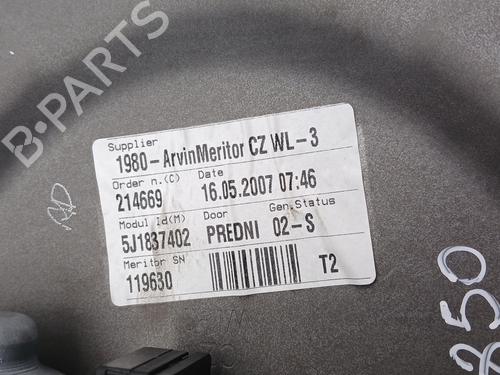 B-PARTS
Supplier
1980-ArvinMeritor CZ WL-3
Order n.(C) Date
214669 16.05.2007 07:46
Modul Id(M) Door Gen.Status
5J1837402 PREDNI 02-S
Meritor SN
119630 T2
250